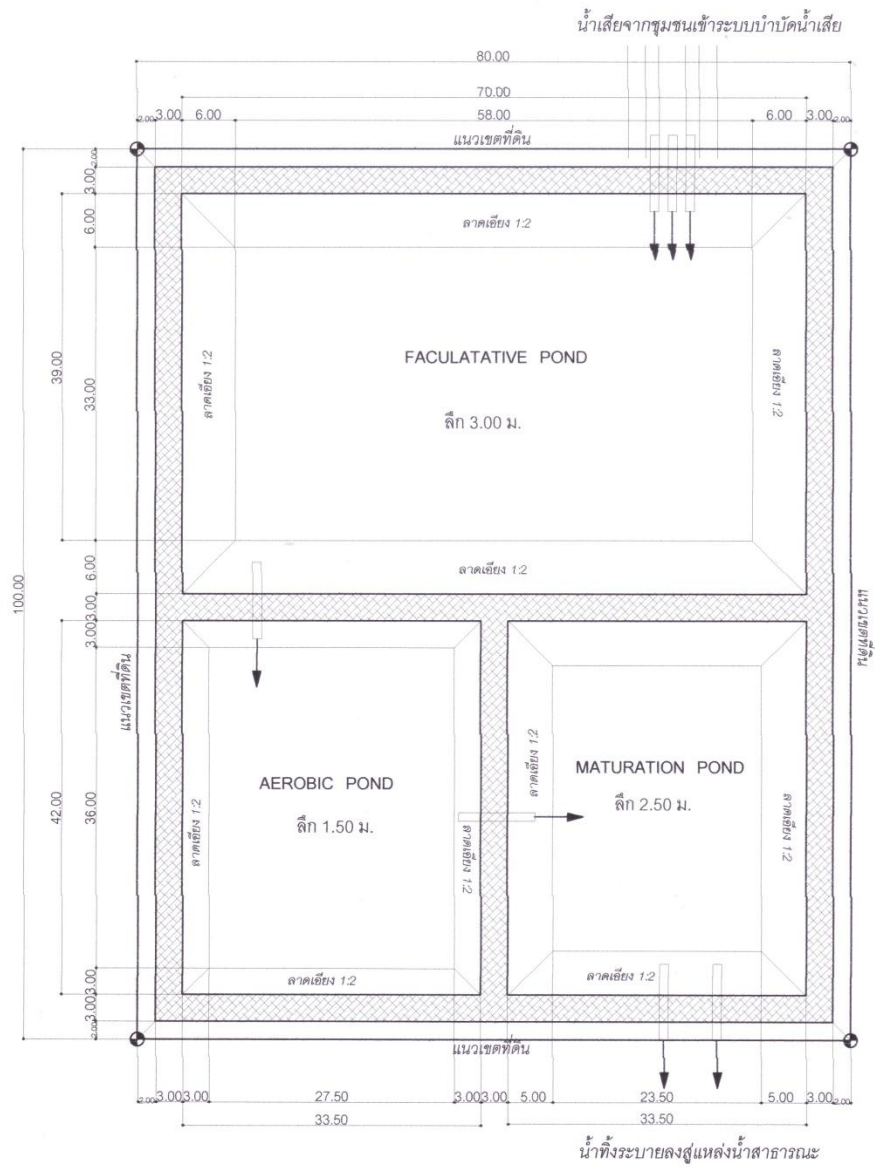 น้ำเสียจากชุมชนเข้าระบบบำบัดน้ำเสีย
80.00
70.00
2.00 3.00 6.00 58.00 6.00 3.00 2.00
แนวเขตที่ดิน
2.00
3.00
6.00
ลาดเอียง 1:2
39.00
33.00
ลาดเอียง 1:2
FACULATATIVE POND
ลึก 3.00 ม.
ลาดเอียง 1:2
6.00
ลาดเอียง 1:2
100.00
3.00
3.00
แนวเขตที่ดิน
แนวเขตที่ดิน
42.00
36.00
ลาดเอียง 1:2
AEROBIC POND
ลึก 1.50 ม.
ลาดเอียง 1:2
ลาดเอียง 1:2
MATURATION POND
ลึก 2.50 ม.
ลาดเอียง 1:2
3.00
3.00
2.00
ลาดเอียง 1:2
ลาดเอียง 1:2
แนวเขตที่ดิน
2.00 3.00 3.00 27.50 3.00 3.00 5.00 23.50 5.00 3.00 2.00
33.50 33.50
น้ำทิ้งระบายลงสู่แหล่งน้ำสาธารณะ